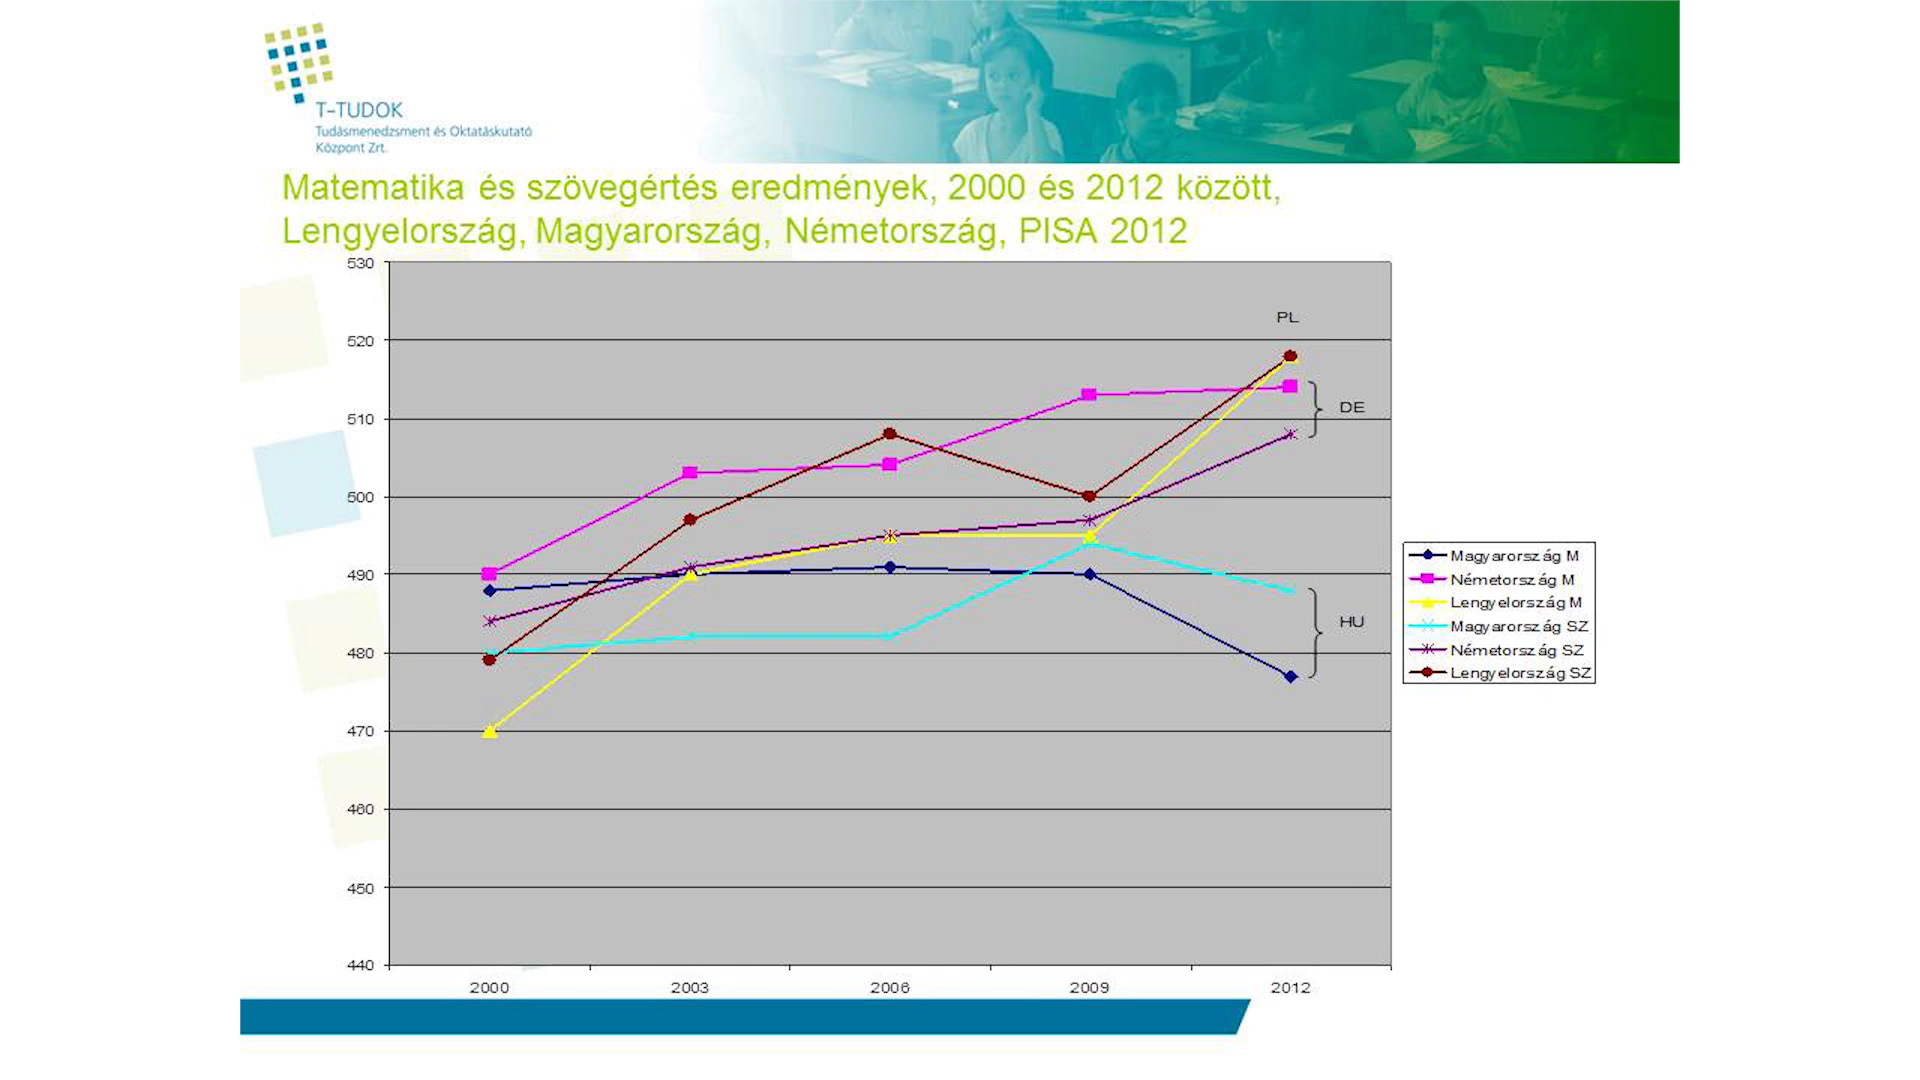 T-TUDOK
Tudásmenedzsment és Oktatáskutató
Központ Zrt.
Matematika és szövegértés eredmények, 2000 és 2012 között,
Lengyelország, Magyarország, Németország, PISA 2012
530
520
510
500
490
480
470
460
450
440
2000 2003 2006 2009 2012
PL
DE
HU
Magyarország M
Németország M
Lengyelország M
Magyarország SZ
Németország SZ
Lengyelország SZ